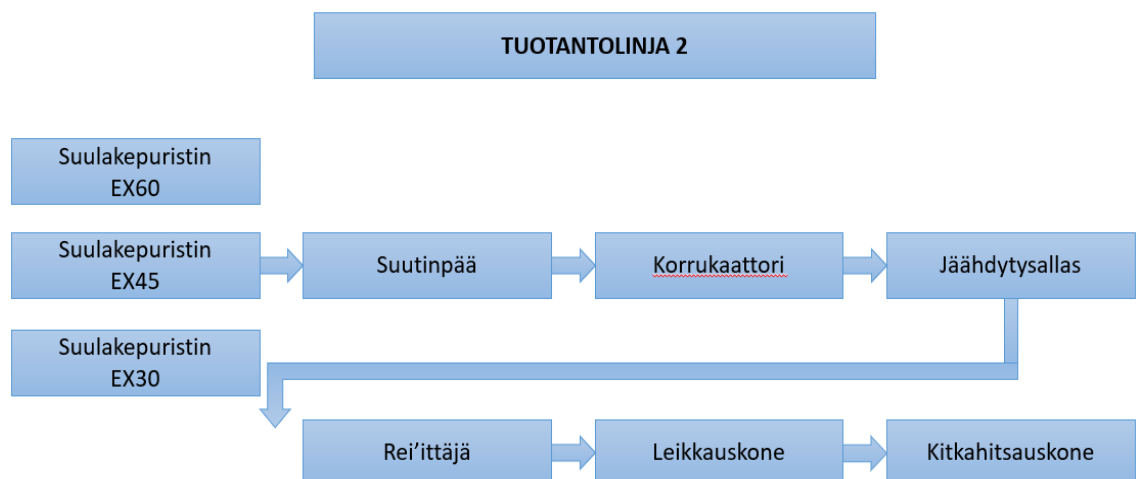 TUOTANTOLINJA 2
Suulakepuristin
EX60
Suulakepuristin
EX45
Suutinpää
Korrukaattori
Jäähdytysallas
Suulakepuristin
EX30
Rei’ittäjä
Leikkauskone
Kitkahitsauskone